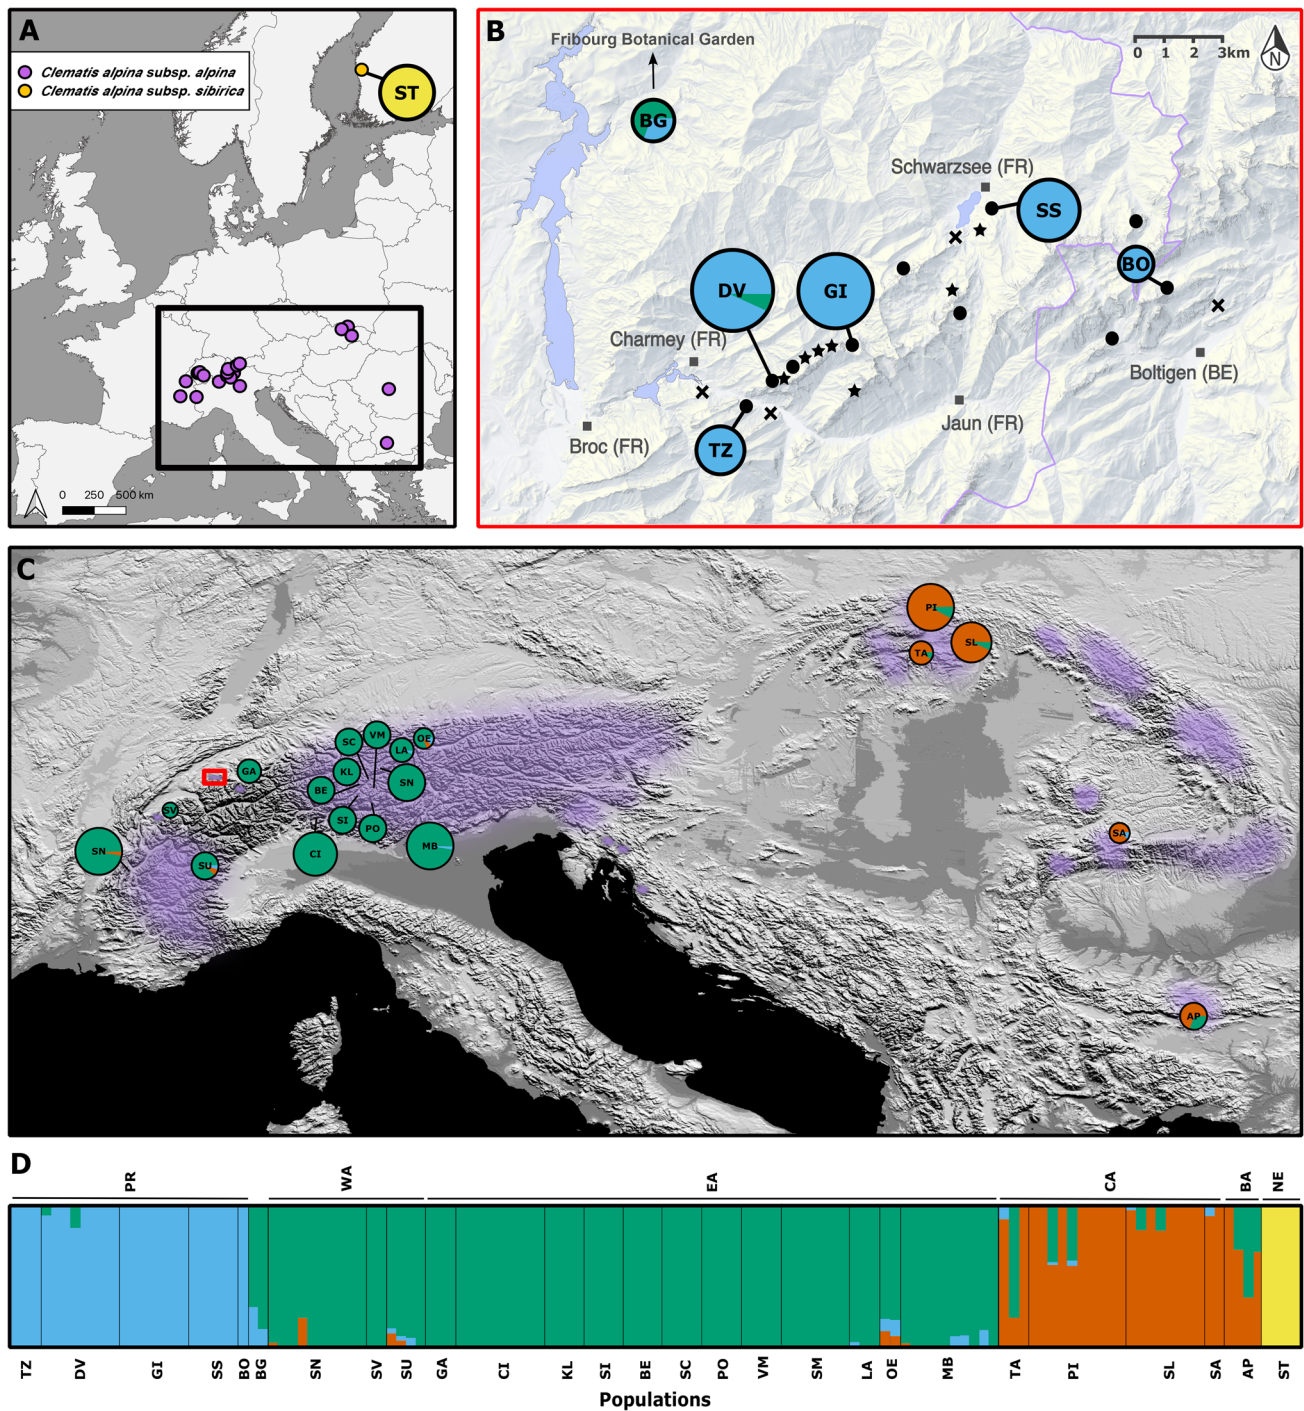 A
Clematis alpina subsp. alpina
Clematis alpina subsp. sibirica
ST
0 250 500 km
B
Fribourg Botanical Garden
0 1 2 3km
N
BG
Schwarzsee (FR)
SS
BO
DV
GI
Charmey (FR)
Boltigen (BE)
Jaun (FR)
Broc (FR)
TZ
C
PI
SL
TA
SC
VM
OE
LA
GA
KL
SN
BE
SV
SI
PO
SA
SN
SU
CI
MB
AP
D
PR
WA
EA
CA
BA
NE
TZ
DV
GI
SS
BO
BG
SN
SV
SU
GA
CI
KL
SI
BE
SC
PO
VM
SM
LA
OE
MB
TA
PI
SL
SA
AP
ST
Populations